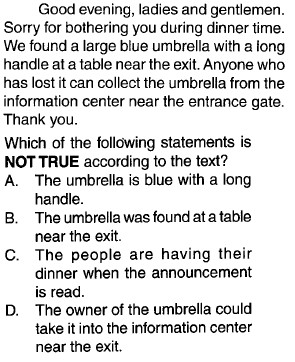 Good evening, ladies and gentlemen.
Sorry for bothering you during dinner time.
We found a large blue umbrella with a long
handle at a table near the exit. Anyone who
has lost it can collect the umbrella from the
information center near the entrance gate.
Thank you.
Which of the following statements is
NOT TRUE according to the text?
A. The umbrella is blue with a long
handle.
B. The umbrella was found at a table
near the exit.
C. The people are having their
dinner when the announcement
is read.
D. The owner of the umbrella could
take it into the information center
near the exit.